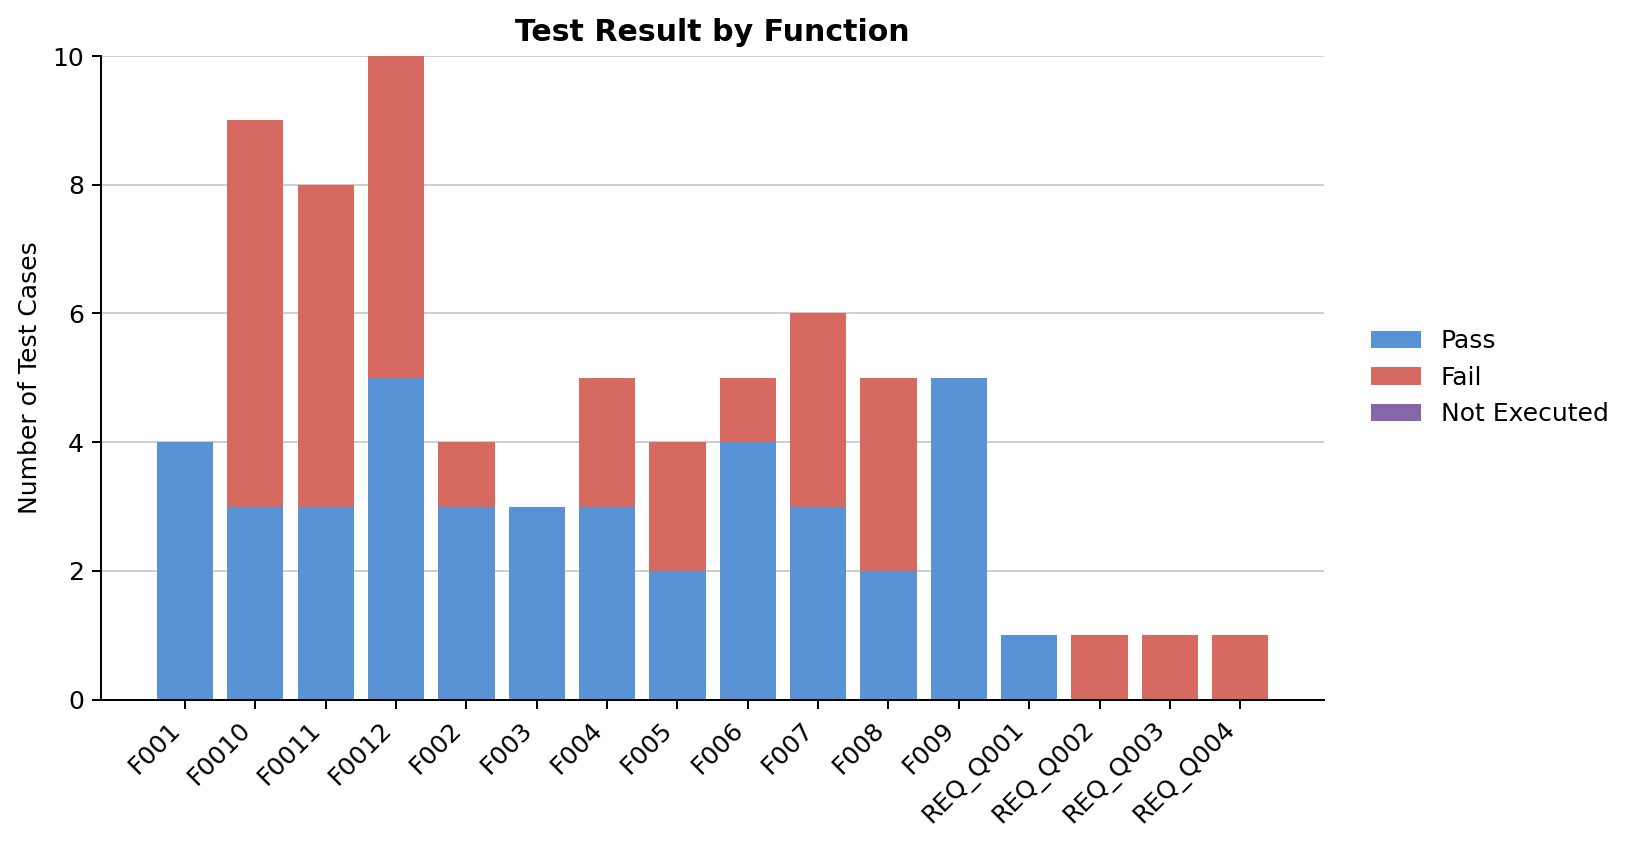 Test Result by Function
Number of Test Cases
10
8
6
4
2
0
F001
F0010
F0011
F0012
F002
F003
F004
F005
F006
F007
F008
F009
REQ_Q001
REQ_Q002
REQ_Q003
REQ_Q004
Pass
Fail
Not Executed